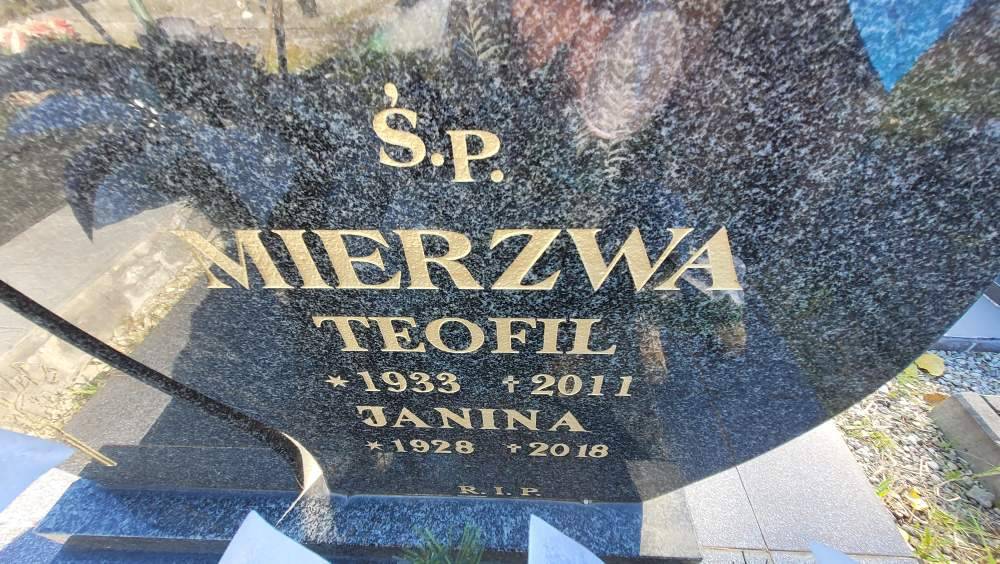 Ś.P.
MIERZWA
TEOFIL
* 1933 † 2011
JANINA
* 1928 † 2018
R.I.P.